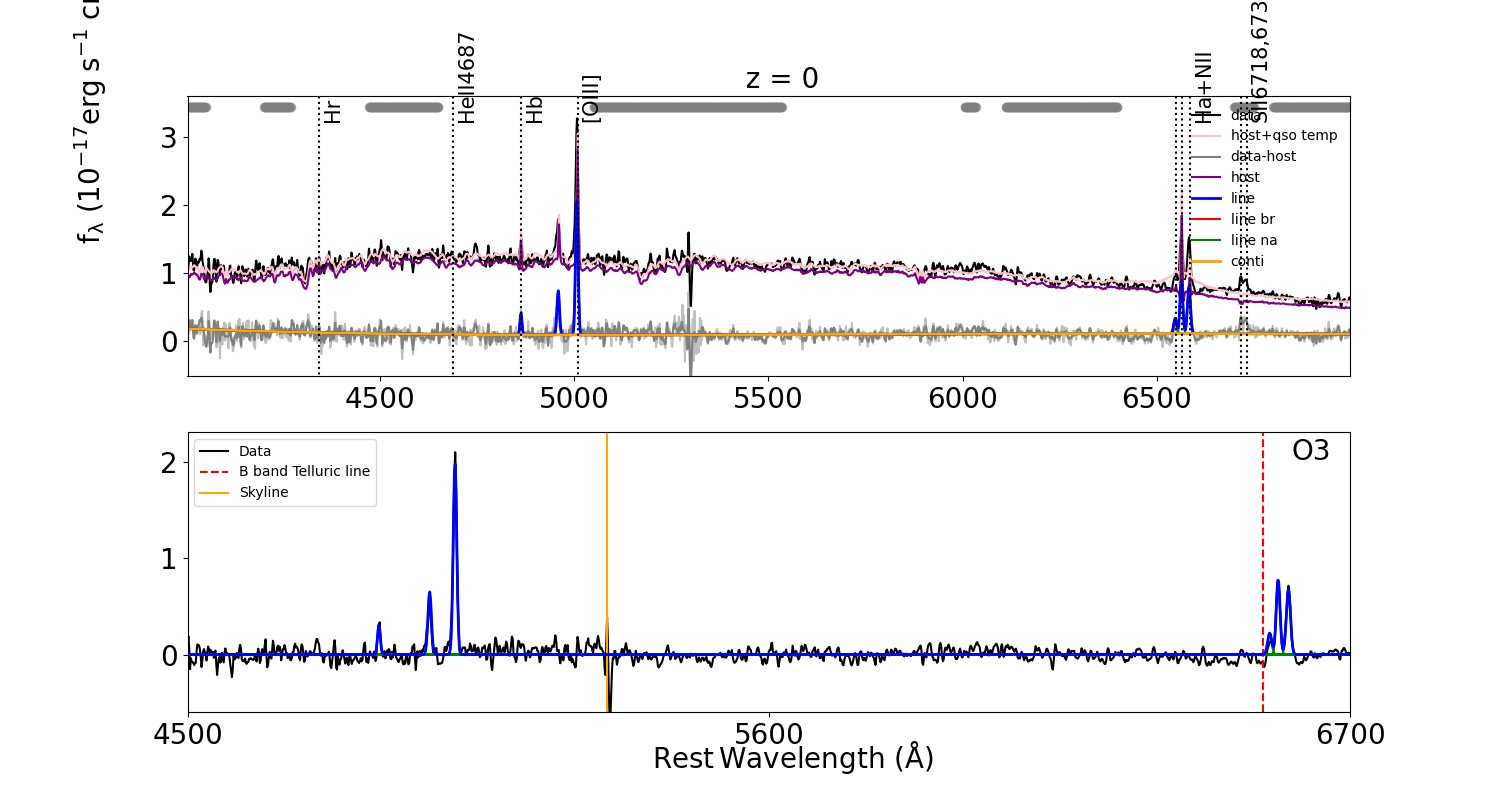 z = 0
f_λ (10^−17 erg s^−1 c
Hr
HeII4687
Hb
[OIII]
Ha+NII
SII6718,673
data
host+qso temp
data-host
host
line
line br
line na
conti
3
2
1
0
4500 5000 5500 6000 6500
O3
Data
B band Telluric line
Skyline
2
1
0
4500 5600 6700
Rest Wavelength (Å)